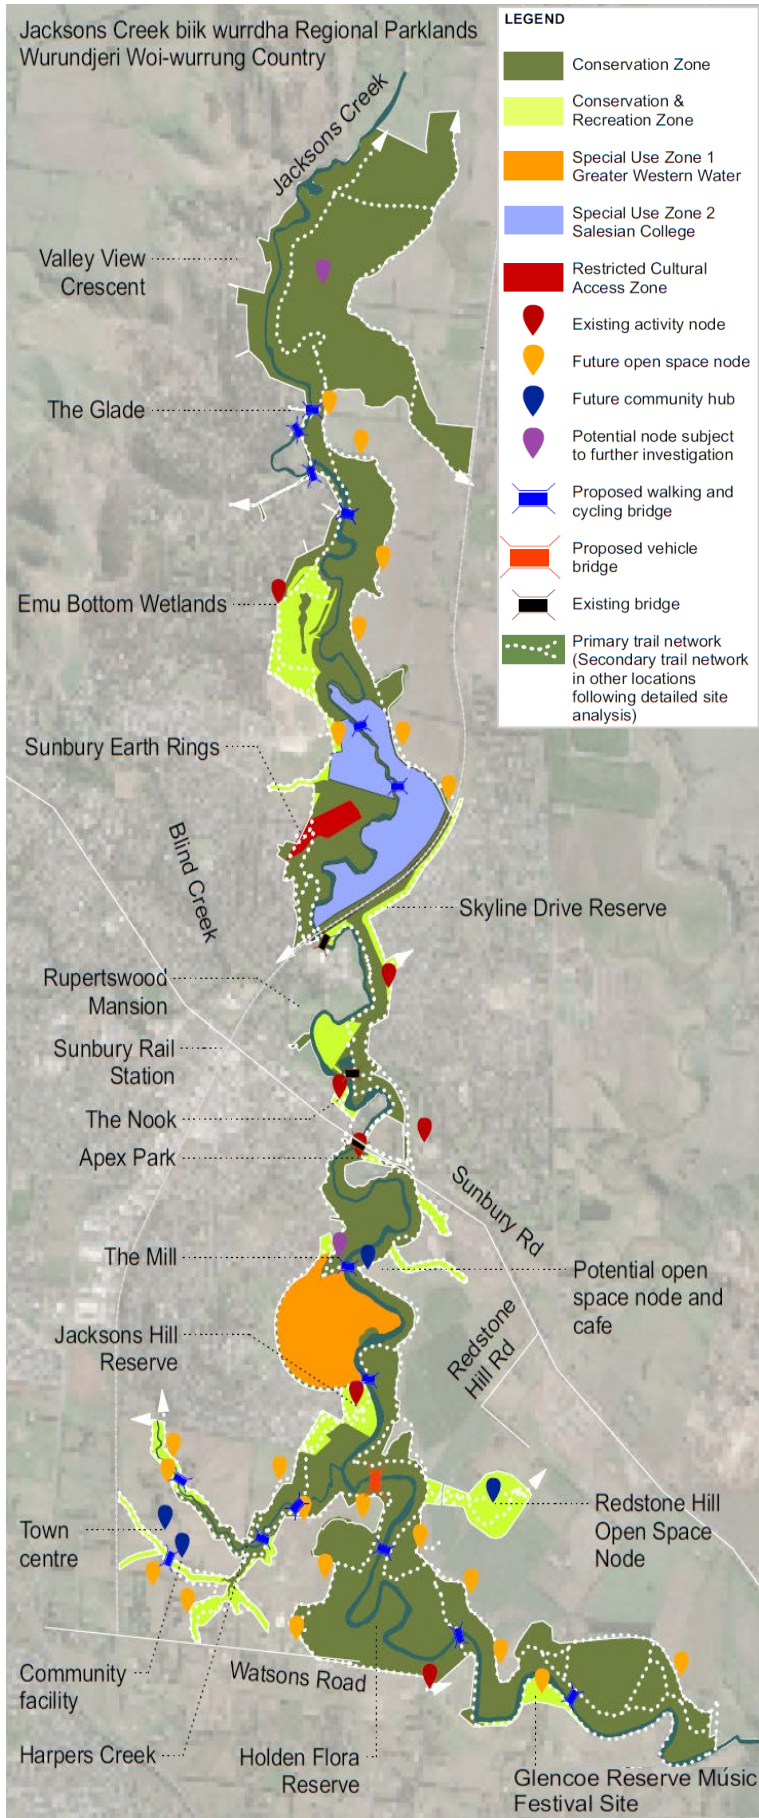 Jacksons Creek biik wurrdha Regional Parklands
Wurundjeri Woi-wurrung Country
LEGEND
Conservation Zone
Conservation &
Recreation Zone
Special Use Zone 1
Greater Western Water
Special Use Zone 2
Salesian College
Restricted Cultural
Access Zone
Existing activity node
Future open space node
Future community hub
Potential node subject
to further investigation
Proposed walking and
cycling bridge
Proposed vehicle
bridge
Existing bridge
Primary trail network
(Secondary trail network
in other locations
following detailed site
analysis)
Jacksons Creek
Valley View
Crescent
The Glade
Emu Bottom Wetlands
Sunbury Earth Rings
Blind Creek
Skyline Drive Reserve
Rupertswood
Mansion
Sunbury Rail
Station
The Nook
Apex Park
Sunbury Rd
The Mill
Potential open
space node and
cafe
Jacksons Hill
Reserve
Redstone
Hill Rd
Redstone Hill
Open Space
Node
Town
centre
Community
facility
Watsons Road
Harpers Creek
Holden Flora
Reserve
Glencoe Reserve Music
Festival Site